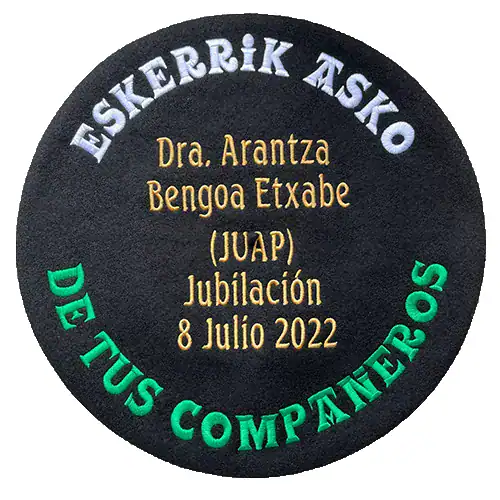 ESKERRiK ASKO
Dra. Arantza
Bengoa Etxabe
(JUAP)
Jubilación
8 Julio 2022
DE TUS COMPAÑEROS